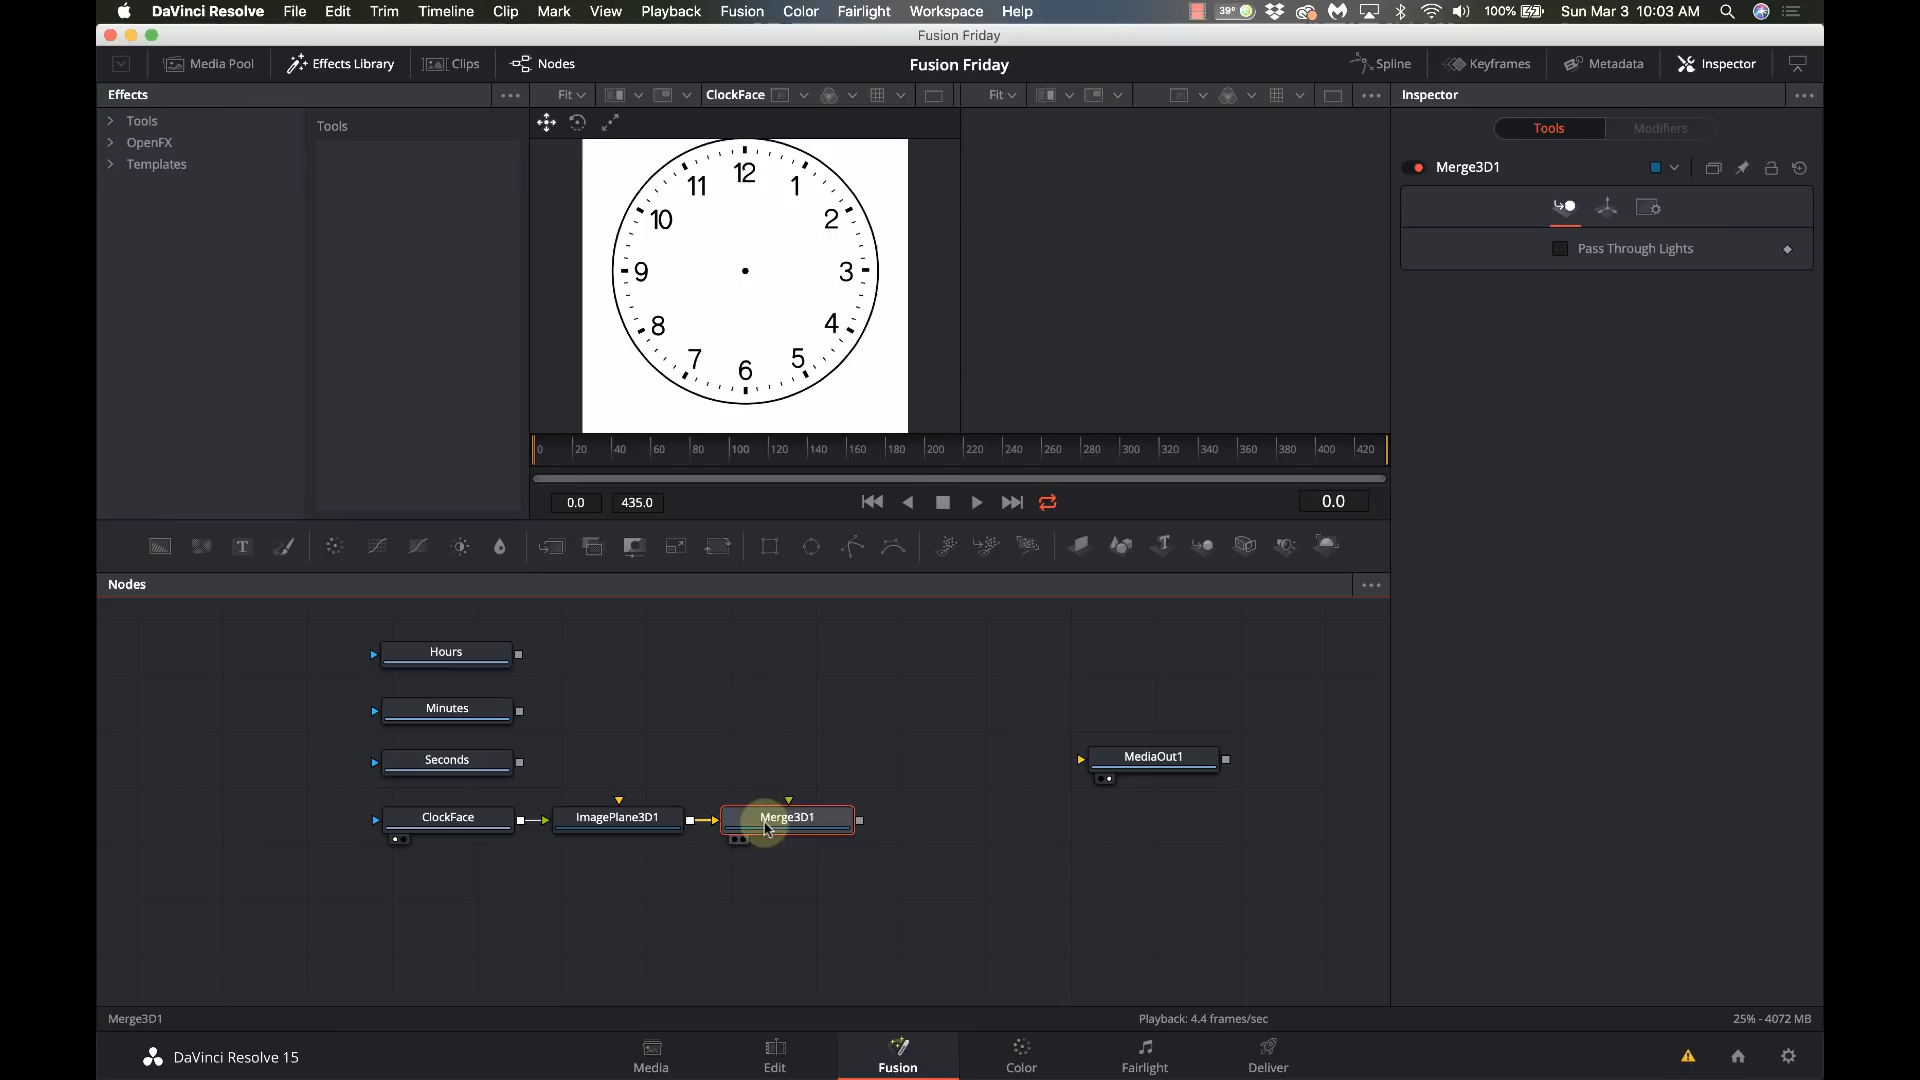 DaVinci Resolve File Edit Trim Timeline Clip Mark View Playback Fusion Color Fairlight Workspace Help 39° 100% Sun Mar 3 10:03 AM
Fusion Friday
Media Pool Effects Library Clips Nodes Fusion Friday Spline Keyframes Metadata Inspector
Effects Fit ClockFace Fit Inspector
Tools
OpenFX
Templates
Tools
12
11 1
10 2
9 3
8 4
7 5
6
Tools Modifiers
Merge3D1
Pass Through Lights
0 20 40 60 80 100 120 140 160 180 200 220 240 260 280 300 320 340 360 380 400 420
0.0 435.0 0.0
T T
Nodes
Hours
Minutes
Seconds
MediaOut1
ClockFace ImagePlane3D1 Merge3D1
Merge3D1 Playback: 4.4 frames/sec 25% - 4072 MB
DaVinci Resolve 15 Media Edit Fusion Color Fairlight Deliver